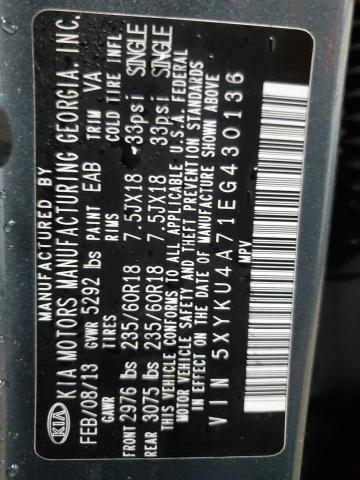 KIA KIA MOTORS MANUFACTURING GEORGIA, INC.
FEB/08/13 GVWR 5292 lbs PAINT EAB TRIM VA
GAWR TIRES RIMS COLD TIRE INFL
FRONT 2976 lbs 235/60R18 7.5JX18 33psi SINGLE
REAR 3075 lbs 235/60R18 7.5JX18 33psi SINGLE
THIS VEHICLE CONFORMS TO ALL APPLICABLE U.S.A. FEDERAL
MOTOR VEHICLE SAFETY AND THEFT PREVENTION STANDARDS
IN EFFECT ON THE DATE OF MANUFACTURE SHOWN ABOVE
VIN 5XYKU4A71EG430136
MPV